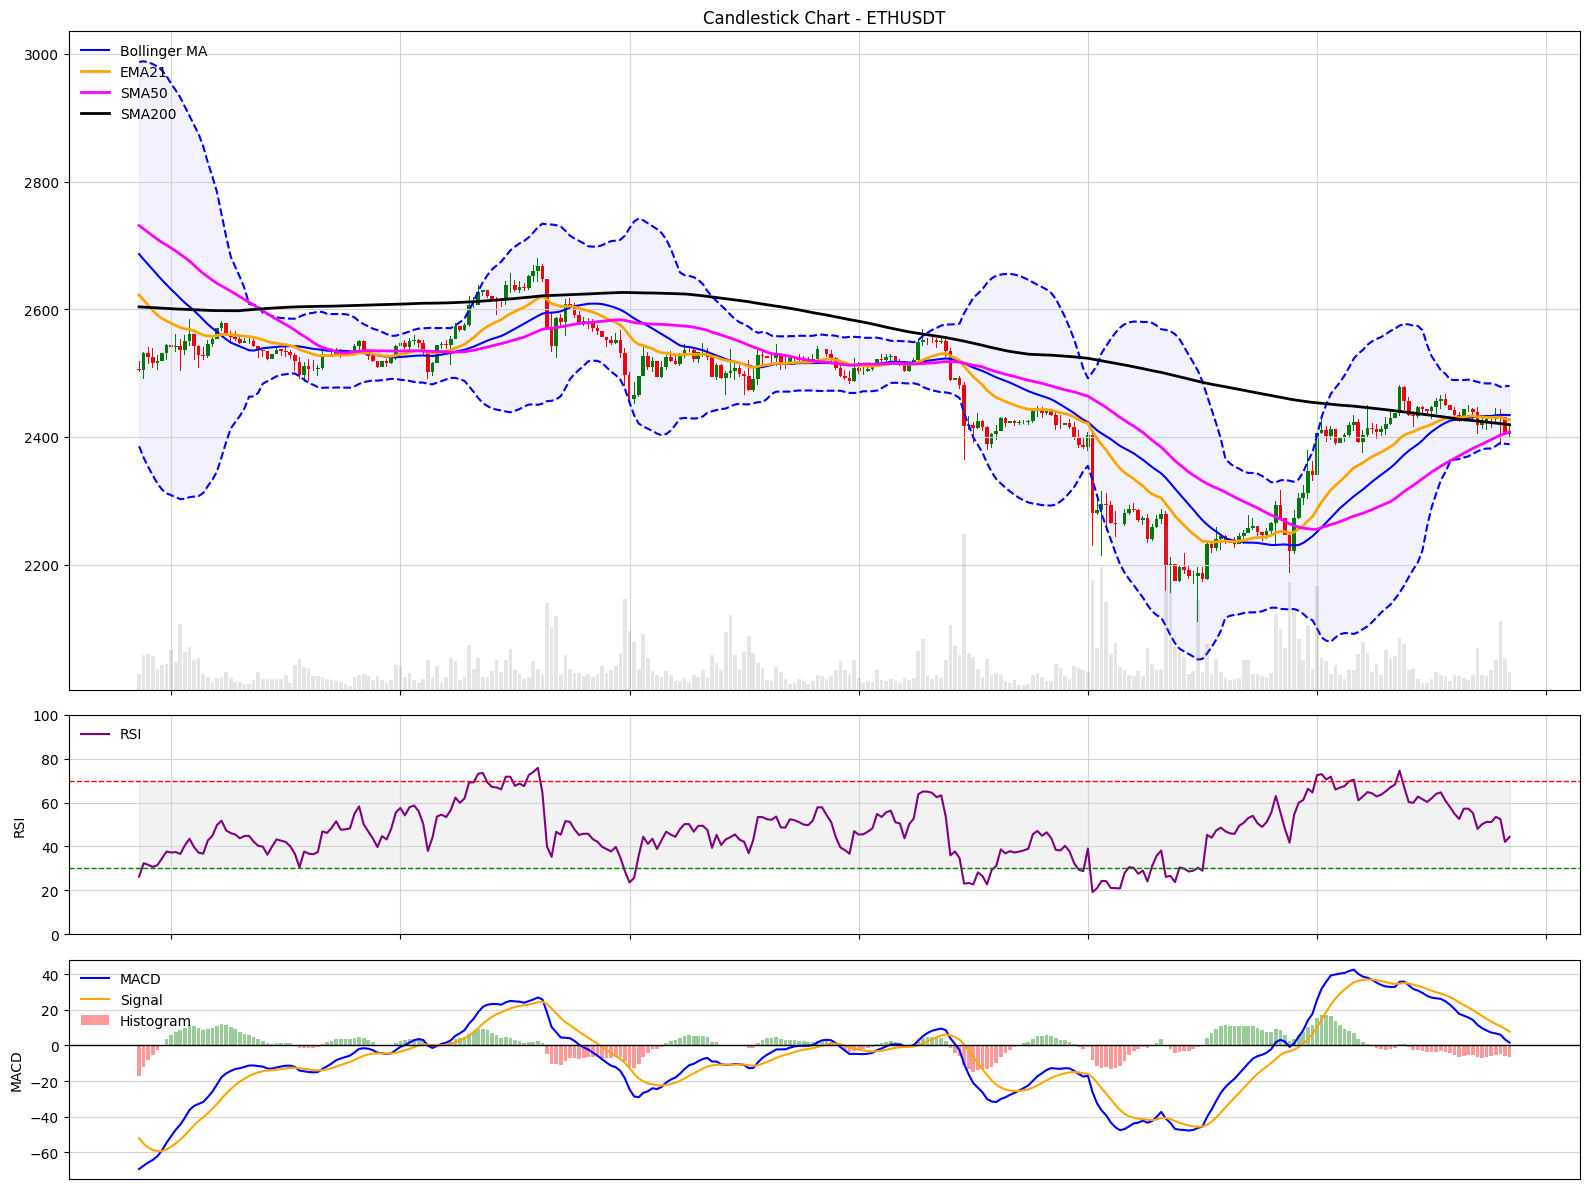 Candlestick Chart - ETHUSDT
Bollinger MA
EMA21
SMA50
SMA200
3000
2800
2600
2400
2200
RSI
100
80
60
40
20
0
RSI
MACD
Signal
Histogram
40
20
0
−20
−40
−60
MACD